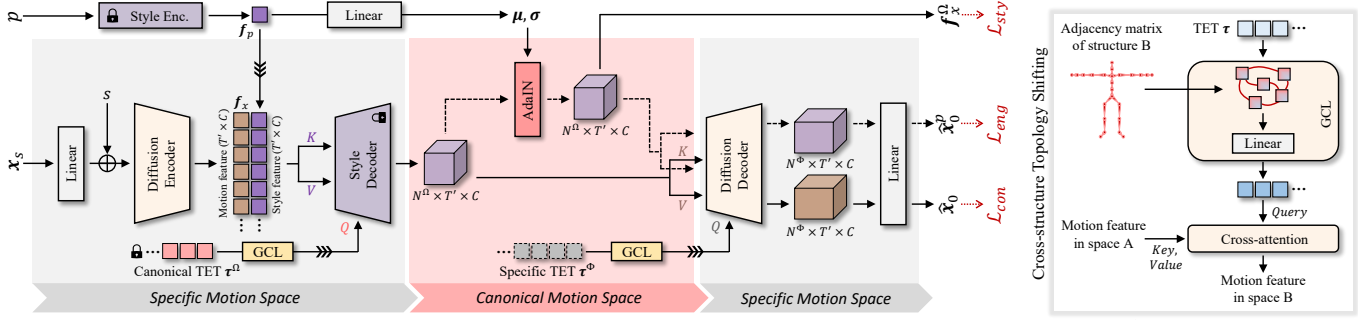 p
Style Enc.
f_p
Linear
μ, σ
f_x^Ω
ℒ_sty
x_s
Linear
s
Diffusion
Encoder
f_x
Motion feature (T′ × C)
Style feature (T′ × C)
K
V
Q
Style
Decoder
N^Ω × T′ × C
AdaIN
N^Ω × T′ × C
K
V
Q
Diffusion
Decoder
N^Φ × T′ × C
N^Φ × T′ × C
Linear
x̂_0^p
ℒ_eng
x̂_0
ℒ_con
Canonical TET τ^Ω
GCL
Specific TET τ^Φ
GCL
Specific Motion Space
Canonical Motion Space
Specific Motion Space
Cross-structure Topology Shifting
Adjacency matrix
of structure B
TET τ
GCL
Linear
Query
Motion feature
in space A
Key,
Value
Cross-attention
Motion feature
in space B